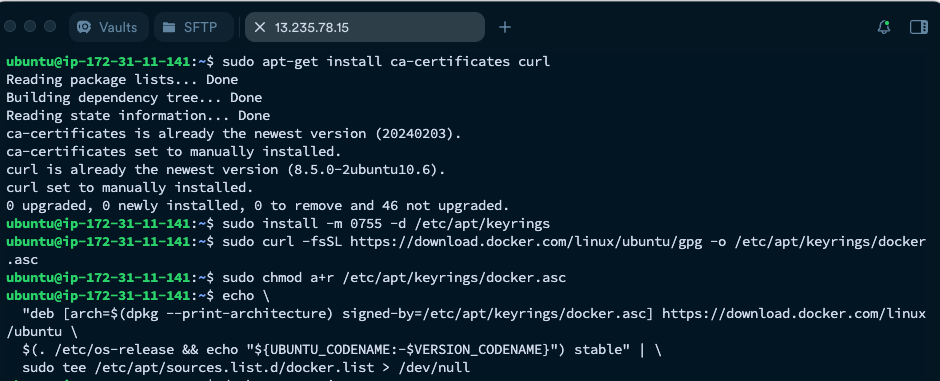 Vaults SFTP 13.235.78.15
ubuntu@ip-172-31-11-141:~$ sudo apt-get install ca-certificates curl
Reading package lists... Done
Building dependency tree... Done
Reading state information... Done
ca-certificates is already the newest version (20240203).
ca-certificates set to manually installed.
curl is already the newest version (8.5.0-2ubuntu10.6).
curl set to manually installed.
0 upgraded, 0 newly installed, 0 to remove and 46 not upgraded.
ubuntu@ip-172-31-11-141:~$ sudo install -m 0755 -d /etc/apt/keyrings
ubuntu@ip-172-31-11-141:~$ sudo curl -fsSL https://download.docker.com/linux/ubuntu/gpg -o /etc/apt/keyrings/docker
.asc
ubuntu@ip-172-31-11-141:~$ sudo chmod a+r /etc/apt/keyrings/docker.asc
ubuntu@ip-172-31-11-141:~$ echo \
  "deb [arch=$(dpkg --print-architecture) signed-by=/etc/apt/keyrings/docker.asc] https://download.docker.com/linux
/ubuntu \
  $(. /etc/os-release && echo "${UBUNTU_CODENAME:-$VERSION_CODENAME}") stable" | \
  sudo tee /etc/apt/sources.list.d/docker.list > /dev/null